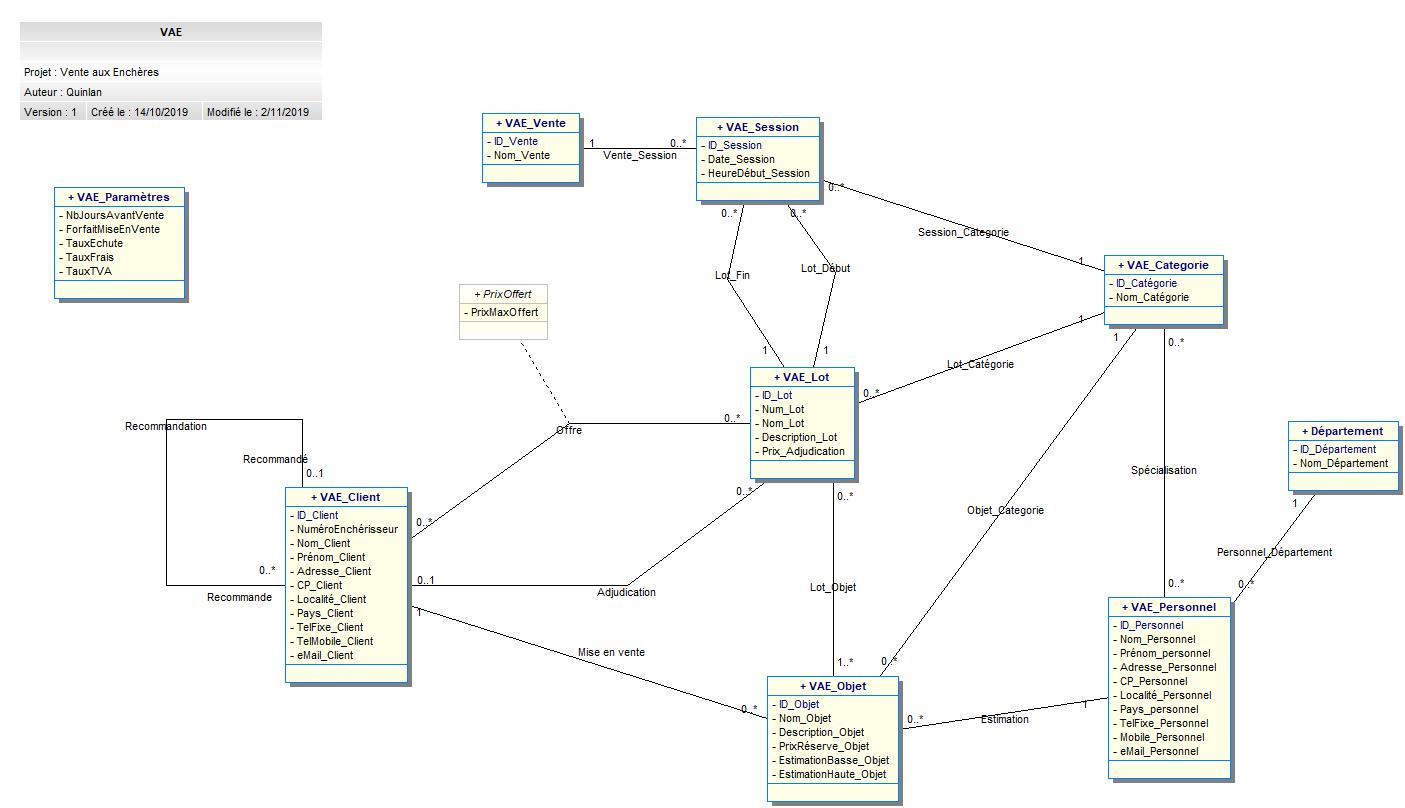 VAE
Projet : Vente aux Enchères
Auteur : Quinlan
Version : 1 Créé le : 14/10/2019 Modifié le : 2/11/2019
+ VAE_Paramètres
- NbJoursAvantVente
- ForfaitMiseEnVente
- TauxEchute
- TauxFrais
- TauxTVA
+ VAE_Vente
- ID_Vente
- Nom_Vente
1
0..*
Vente_Session
+ VAE_Session
- ID_Session
- Date_Session
- HeureDébut_Session
0..*
0..*
0..*
Session_Categorie
1
Lot_Fin
Lot_Début
1
1
+ VAE_Categorie
- ID_Catégorie
- Nom_Catégorie
1
1
0..*
Lot_Catégorie
0..*
+ PrixOffert
- PrixMaxOffert
Offre
0..*
0..*
+ VAE_Lot
- ID_Lot
- Num_Lot
- Nom_Lot
- Description_Lot
- Prix_Adjudication
0..*
0..*
Spécialisation
Objet_Categorie
+ Département
- ID_Département
- Nom_Département
1
Personnel_Département
0..*
0..*
Recommandation
Recommandé
0..1
+ VAE_Client
- ID_Client
- NuméroEnchérisseur
- Nom_Client
- Prénom_Client
- Adresse_Client
- CP_Client
- Localité_Client
- Pays_Client
- TelFixe_Client
- TelMobile_Client
- eMail_Client
0..*
Recommande
0..1
Adjudication
1
Mise en vente
0..*
Lot_Objet
1..*
0..*
+ VAE_Objet
- ID_Objet
- Nom_Objet
- Description_Objet
- PrixRéserve_Objet
- EstimationBasse_Objet
- EstimationHaute_Objet
0..*
Estimation
1
+ VAE_Personnel
- ID_Personnel
- Nom_Personnel
- Prénom_personnel
- Adresse_Personnel
- CP_Personnel
- Localité_Personnel
- Pays_personnel
- TelFixe_Personnel
- Mobile_Personnel
- eMail_Personnel